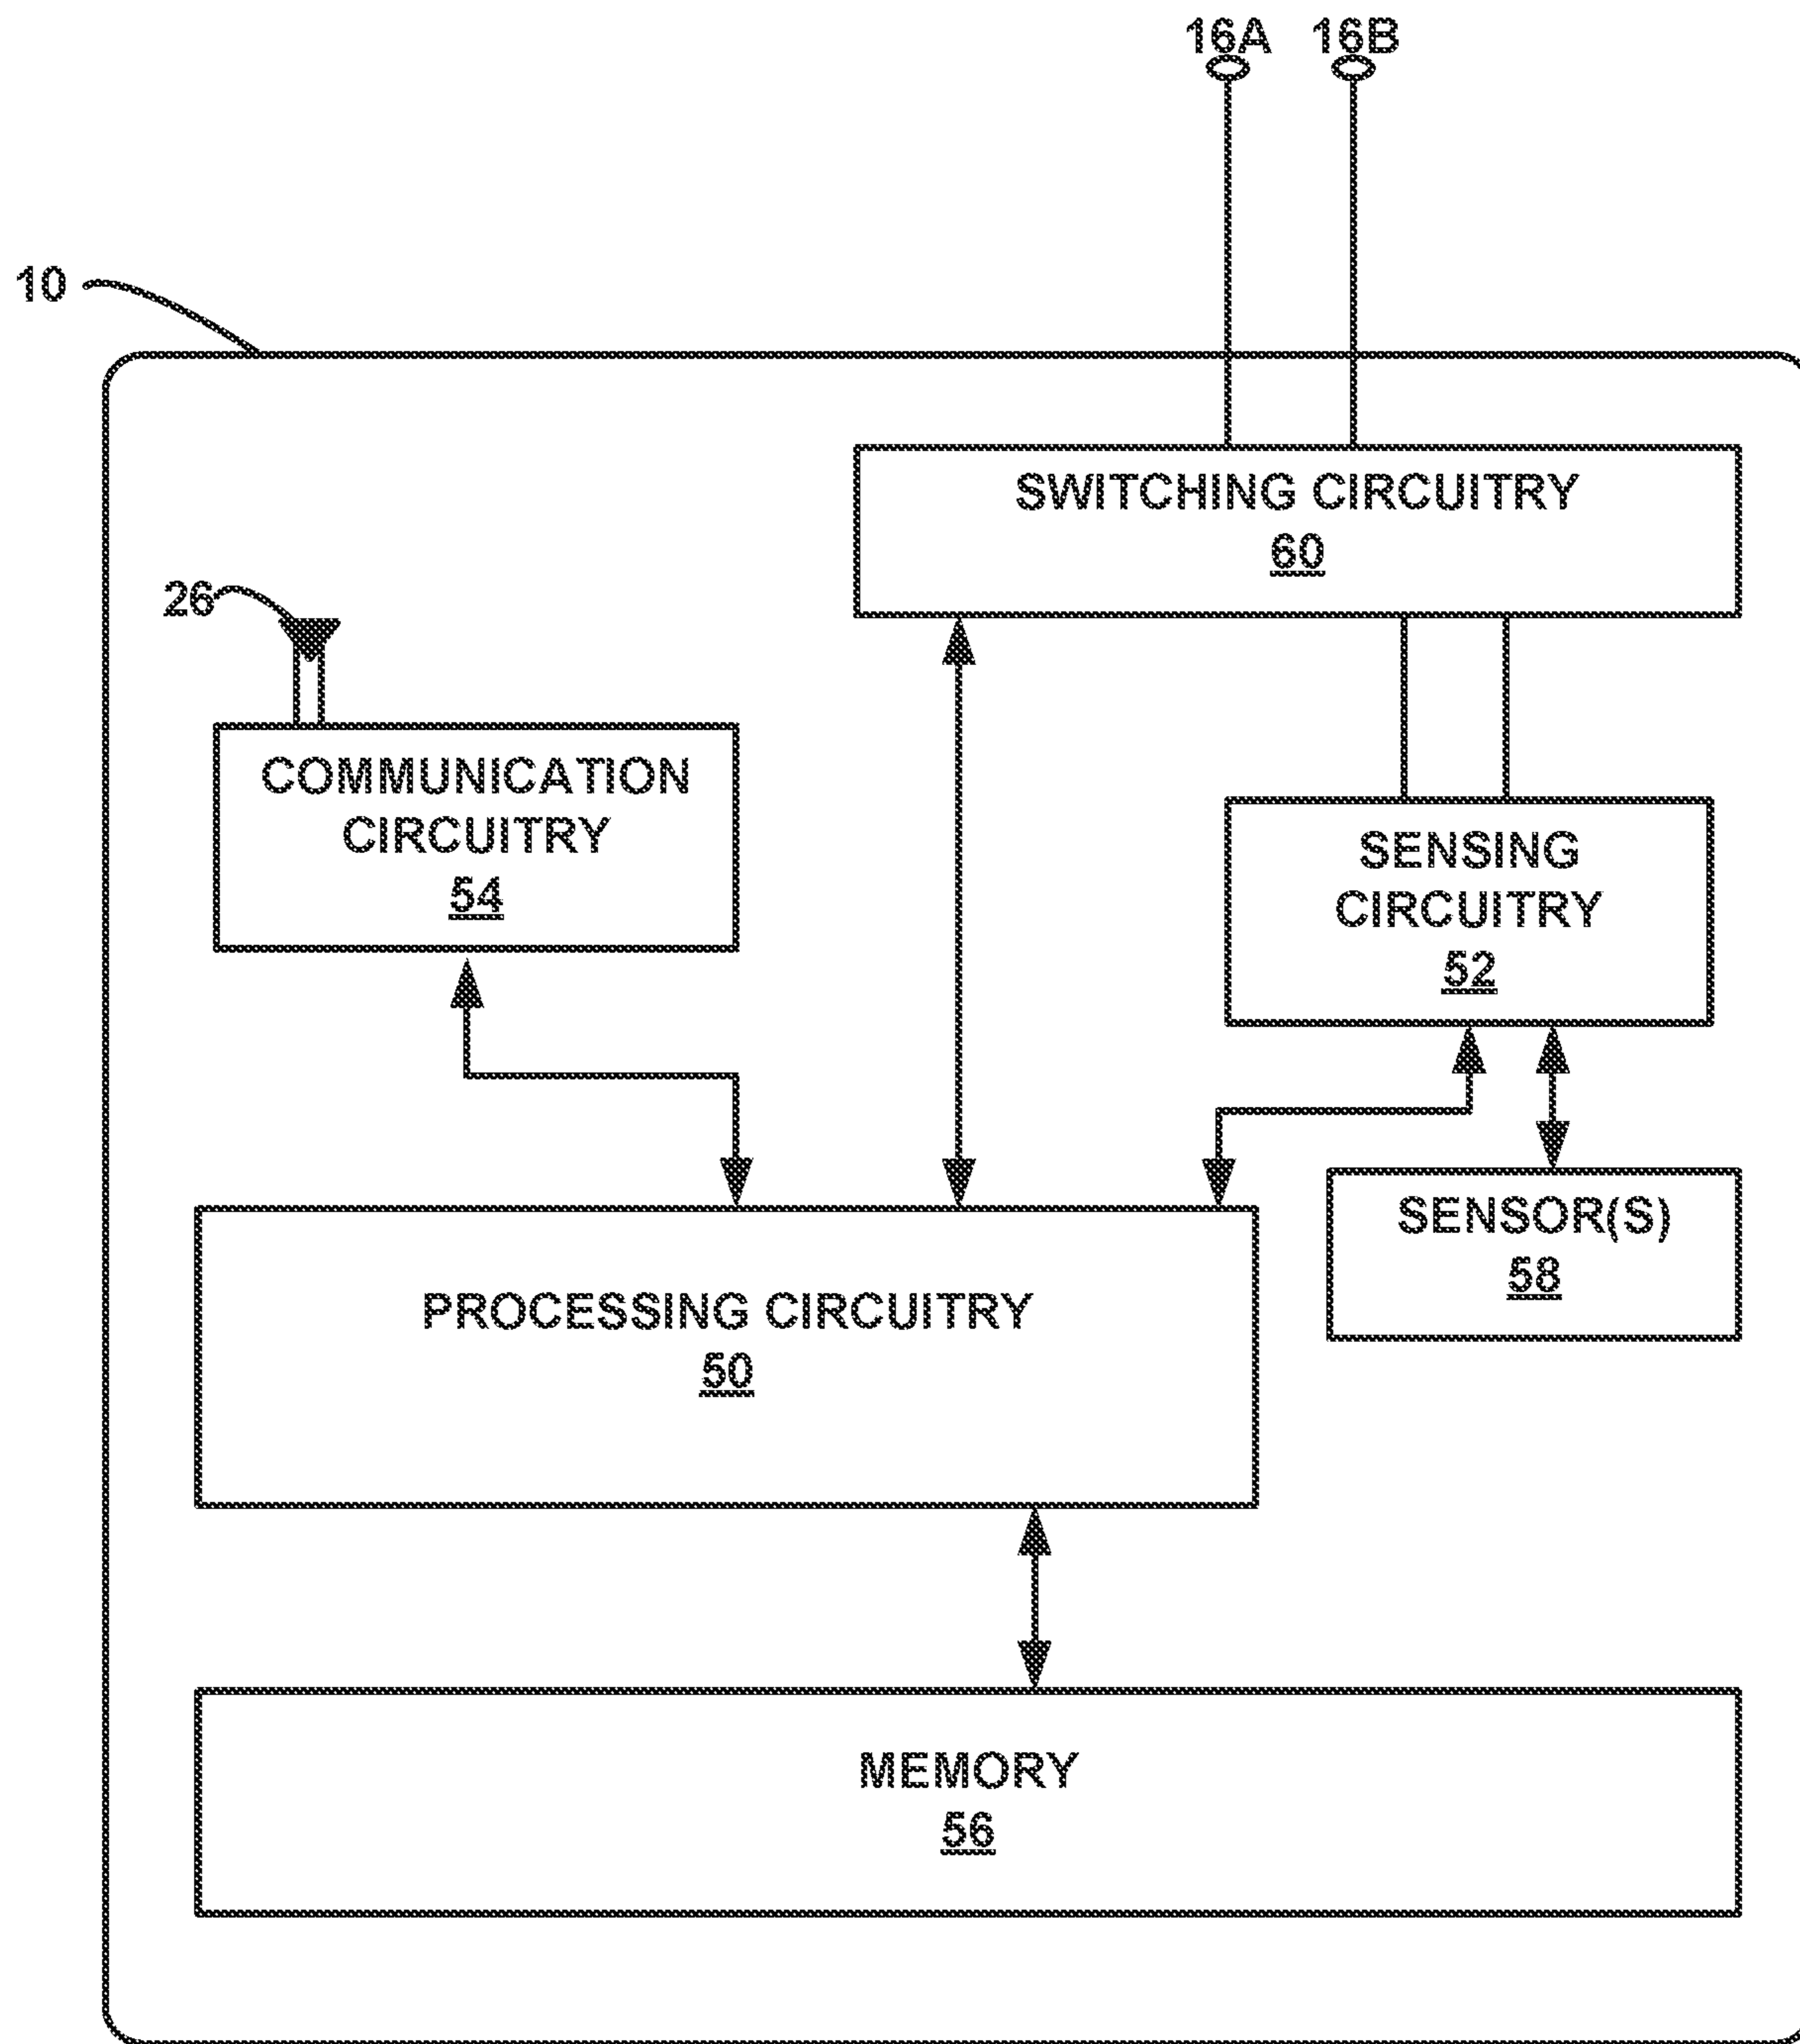 16A 16B
10
SWITCHING CIRCUITRY
60
26
COMMUNICATION
CIRCUITRY
54
SENSING
CIRCUITRY
52
SENSOR(S)
58
PROCESSING CIRCUITRY
50
MEMORY
56